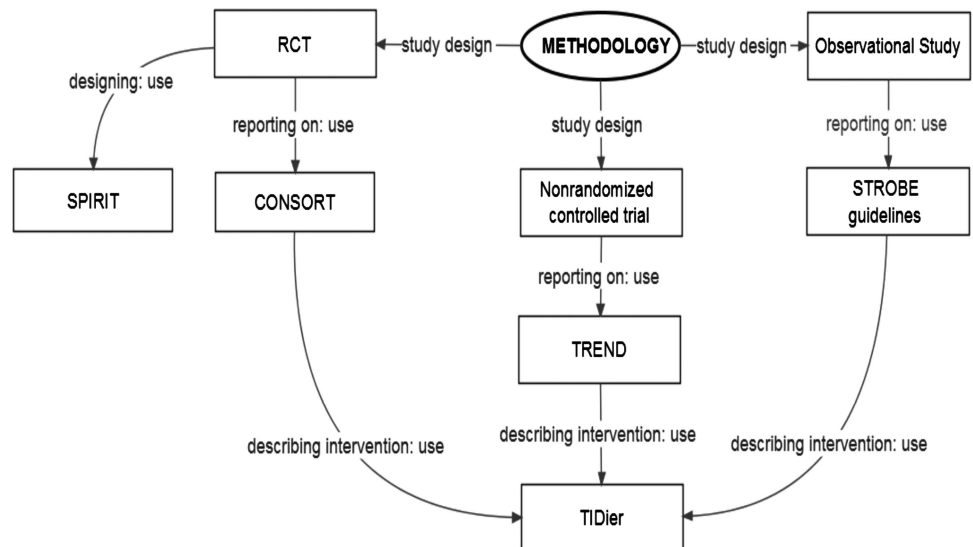 RCT
study design
METHODOLOGY
study design
Observational Study
designing: use
reporting on: use
study design
reporting on: use
SPIRIT
CONSORT
Nonrandomized
controlled trial
STROBE
guidelines
reporting on: use
TREND
describing intervention: use
describing intervention: use
describing intervention: use
TIDier